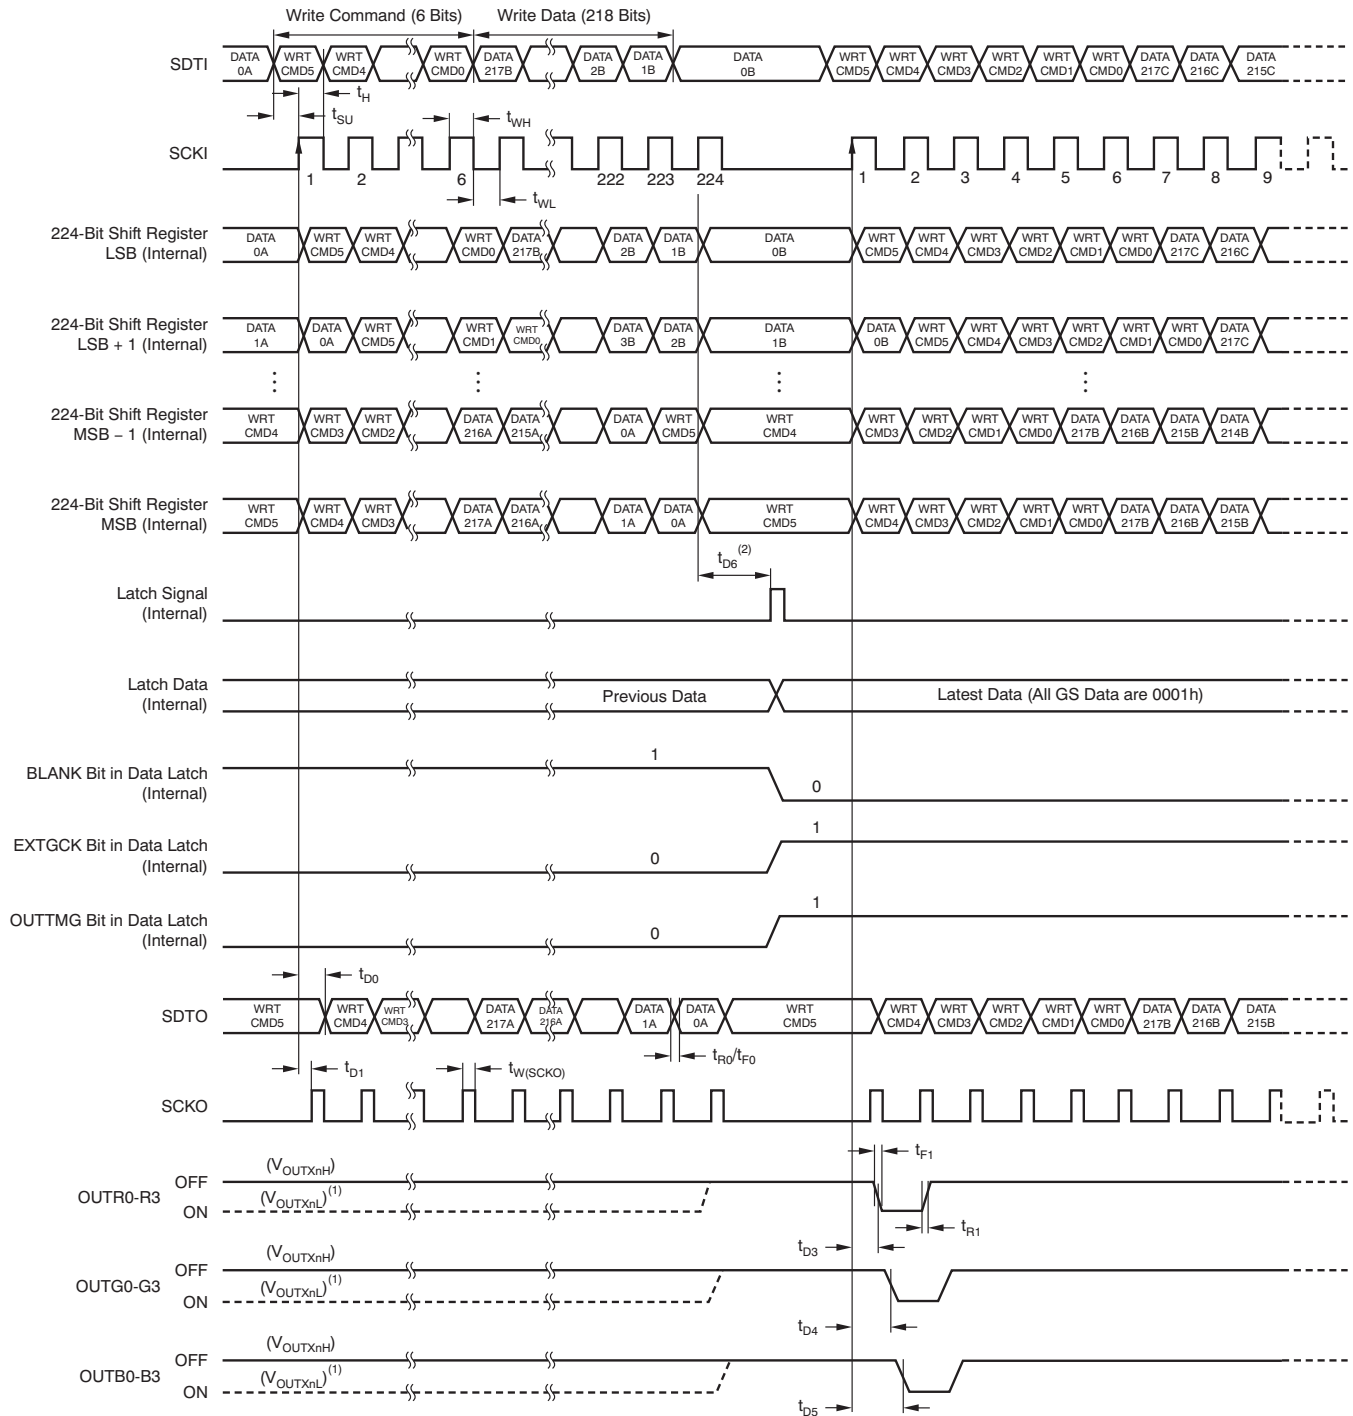 Write Command (6 Bits) Write Data (218 Bits)
SDTI
DATA 0A
WRT CMD5
WRT CMD4
WRT CMD0
DATA 217B
DATA 2B
DATA 1B
DATA 0B
WRT CMD5
WRT CMD4
WRT CMD3
WRT CMD2
WRT CMD1
WRT CMD0
DATA 217C
DATA 216C
DATA 215C
tH
tSU
tWH
SCKI
1 2 6 222 223 224 1 2 3 4 5 6 7 8 9
tWL
224-Bit Shift Register
LSB (Internal)
DATA 0A
WRT CMD5
WRT CMD4
WRT CMD0
DATA 217B
DATA 2B
DATA 1B
DATA 0B
WRT CMD5
WRT CMD4
WRT CMD3
WRT CMD2
WRT CMD1
WRT CMD0
DATA 217C
DATA 216C
224-Bit Shift Register
LSB + 1 (Internal)
DATA 1A
DATA 0A
WRT CMD5
WRT CMD1
WRT CMD0
DATA 3B
DATA 2B
DATA 1B
DATA 0B
WRT CMD5
WRT CMD4
WRT CMD3
WRT CMD2
WRT CMD1
WRT CMD0
DATA 217C
224-Bit Shift Register
MSB − 1 (Internal)
WRT CMD4
WRT CMD3
WRT CMD2
DATA 216A
DATA 215A
DATA 0A
WRT CMD5
WRT CMD4
WRT CMD3
WRT CMD2
WRT CMD1
WRT CMD0
DATA 217B
DATA 216B
DATA 215B
DATA 214B
224-Bit Shift Register
MSB (Internal)
WRT CMD5
WRT CMD4
WRT CMD3
DATA 217A
DATA 216A
DATA 1A
DATA 0A
WRT CMD5
WRT CMD4
WRT CMD3
WRT CMD2
WRT CMD1
WRT CMD0
DATA 217B
DATA 216B
DATA 215B
tD6 (2)
Latch Signal
(Internal)
Latch Data
(Internal)
Previous Data
Latest Data (All GS Data are 0001h)
BLANK Bit in Data Latch
(Internal)
1
0
EXTGCK Bit in Data Latch
(Internal)
0
1
OUTTMG Bit in Data Latch
(Internal)
0
1
tD0
SDTO
WRT CMD5
WRT CMD4
WRT CMD3
DATA 217A
DATA 216A
DATA 1A
DATA 0A
WRT CMD5
WRT CMD4
WRT CMD3
WRT CMD2
WRT CMD1
WRT CMD0
DATA 217B
DATA 216B
DATA 215B
tR0/tF0
tD1
tW(SCKO)
SCKO
tF1
OUTR0-R3
OFF (VOUTXnH)
ON (VOUTXnL)(1)
tR1
tD3
OUTG0-G3
OFF (VOUTXnH)
ON (VOUTXnL)(1)
tD4
OUTB0-B3
OFF (VOUTXnH)
ON (VOUTXnL)(1)
tD5